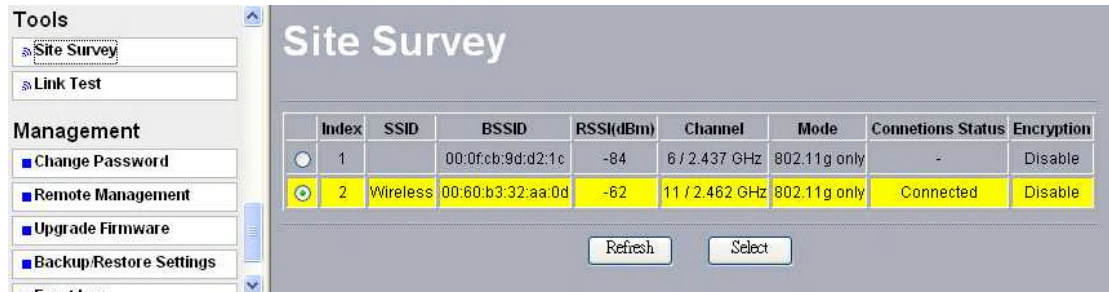 Tools
Site Survey
Link Test
Management
Change Password
Remote Management
Upgrade Firmware
Backup/Restore Settings
Site Survey
Index SSID BSSID RSSI(dBm) Channel Mode Connetions Status Encryption
1 00:0f:cb:9d:d2:1c -84 6 / 2.437 GHz 802.11g only - Disable
2 Wireless 00:60:b3:32:aa:0d -62 11 / 2.462 GHz 802.11g only Connected Disable
Refresh Select